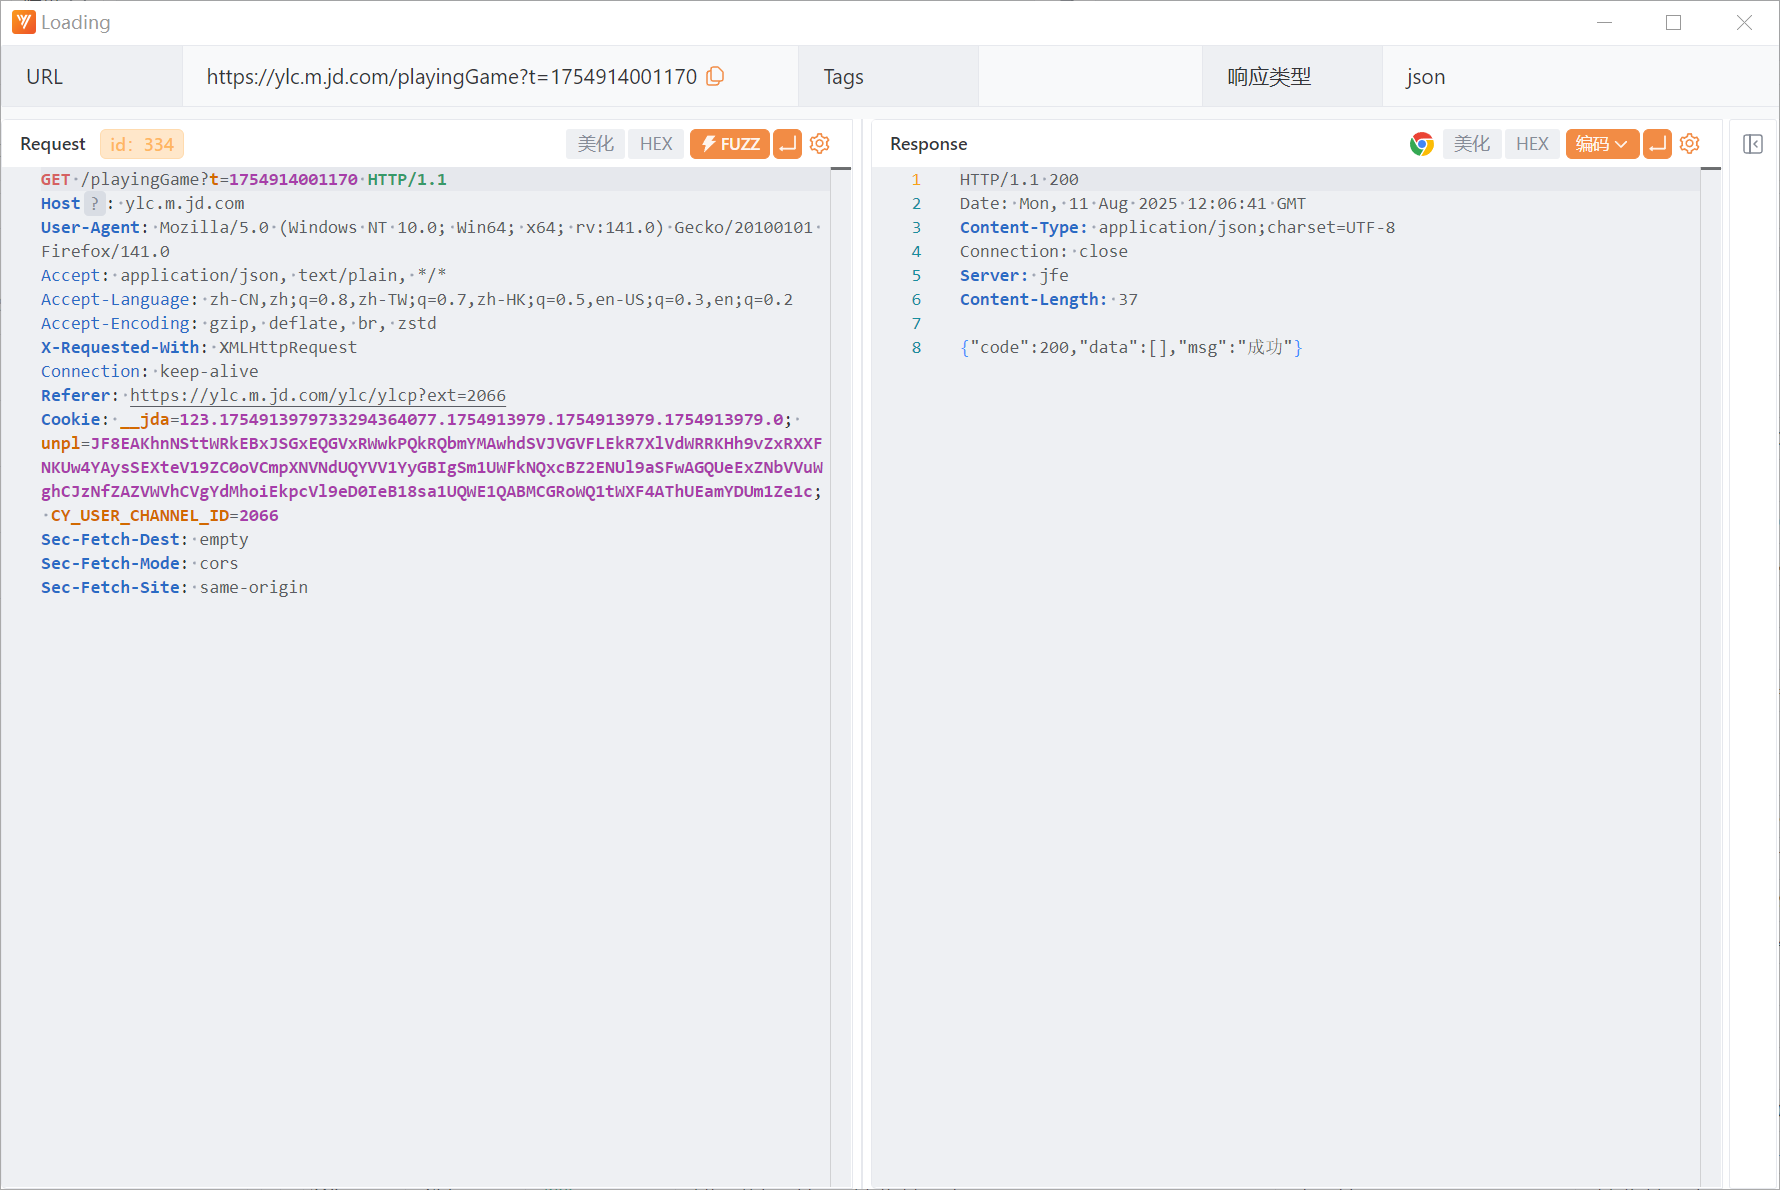 Loading
URL
https://ylc.m.jd.com/playingGame?t=1754914001170
Tags
响应类型
json
Request
id: 334
美化
HEX
FUZZ
GET /playingGame?t=1754914001170 HTTP/1.1
Host ? : ylc.m.jd.com
User-Agent: Mozilla/5.0 (Windows NT 10.0; Win64; x64; rv:141.0) Gecko/20100101
Firefox/141.0
Accept: application/json, text/plain, */*
Accept-Language: zh-CN,zh;q=0.8,zh-TW;q=0.7,zh-HK;q=0.5,en-US;q=0.3,en;q=0.2
Accept-Encoding: gzip, deflate, br, zstd
X-Requested-With: XMLHttpRequest
Connection: keep-alive
Referer: https://ylc.m.jd.com/ylc/ylcp?ext=2066
Cookie: __jda=123.1754913979733294364077.1754913979.1754913979.1754913979.0;
unpl=JF8EAKhnNSttWRkEBxJSGxEQGVxRWwkPQkRQbmYMAwhdSVJVGVFLEkR7XlVdWRRKHh9vZxRXXF
NKUw4YAysSEXteV19ZC0oVCmpXNVNdUQYVV1YyGBIgSm1UWFkNQxcBZ2ENUl9aSFwAGQUeExZNbVVuW
ghCJzNfZAZVWVhCVgYdMhoiEkpcVl9eD0IeB18sa1UQWE1QABMCGRoWQ1tWXF4AThUEamYDUm1Ze1c;
CY_USER_CHANNEL_ID=2066
Sec-Fetch-Dest: empty
Sec-Fetch-Mode: cors
Sec-Fetch-Site: same-origin
Response
美化
HEX
编码
1 HTTP/1.1 200
2 Date: Mon, 11 Aug 2025 12:06:41 GMT
3 Content-Type: application/json;charset=UTF-8
4 Connection: close
5 Server: jfe
6 Content-Length: 37
7
8 {"code":200,"data":[],"msg":"成功"}